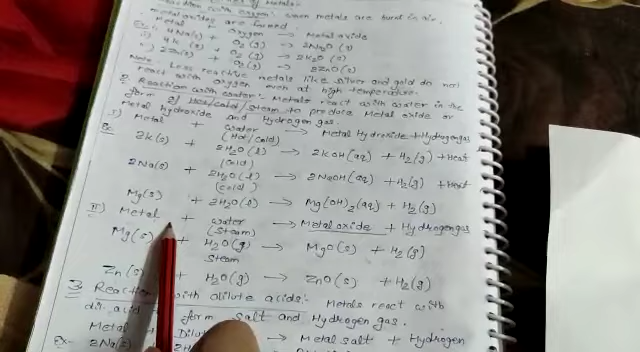 Reaction with oxygen:- when metals are burnt in air,
metal oxides are formed.
Metal + Oxygen → Metal oxide
Ex:- i) 4Na(s) + O₂(g) → 2Na₂O(s)
4K(s) + O₂(g) → 2K₂O(s)
2Zn(s) + O₂(g) → 2ZnO(s)
Note:- Less reactive metals like silver and gold do not
react with oxygen even at high temperature.
2. Reaction with water:- Metals react with water in the
form of Hot/cold/steam to produce Metal oxide or
Metal hydroxide and Hydrogen gas.
i) Metal + water (Hot/cold) → Metal Hydroxide + Hydrogen gas
Ex: 2K(s) + 2H₂O(l) (cold) → 2KOH(aq) + H₂(g) + Heat
2Na(s) + 2H₂O(l) (cold) → 2NaOH(aq) + H₂(g) + Heat
Mg(s) + 2H₂O(l) → Mg(OH)₂(aq) + H₂(g)
ii) Metal + water (Steam) → Metal oxide + Hydrogen gas
Mg(s) + H₂O(g) Steam → MgO(s) + H₂(g)
Zn(s) + H₂O(g) → ZnO(s) + H₂(g)
3. Reaction with dilute acids:- Metals react with
dil. acid form salt and Hydrogen gas.
Metal + Dilute → Metal salt + Hydrogen
Ex- 2Na(s)